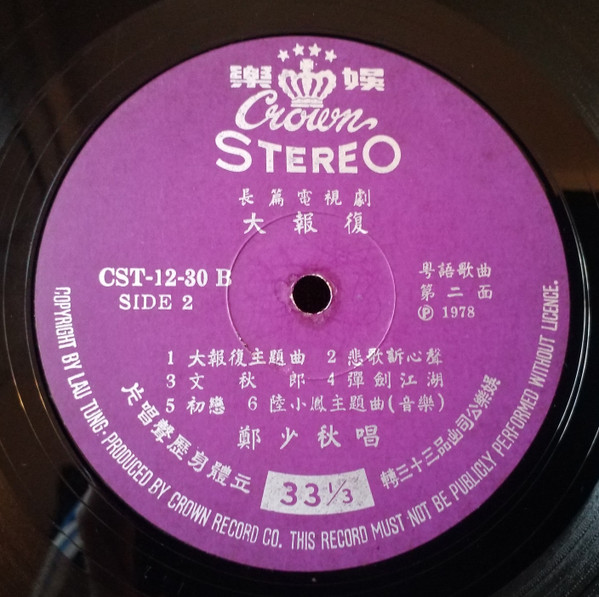 娛樂
Crown
STEREO
長篇電視劇
大報復
CST-12-30 B
SIDE 2
粵語歌曲
第二面
Ⓟ 1978
1 大報復主題曲 2 悲歌訴心聲
3 文秋郎 4 彈劍江湖
5 初戀 6 陸小鳳主題曲(音樂)
鄭少秋唱
娛樂公司出品三十三轉
立體身歷聲唱片
33 1/3
COPYRIGHT BY LAU TUNG·PRODUCED BY CROWN RECORD CO. THIS RECORD MUST NOT BE PUBLICLY PERFORMED WITHOUT LICENCE.